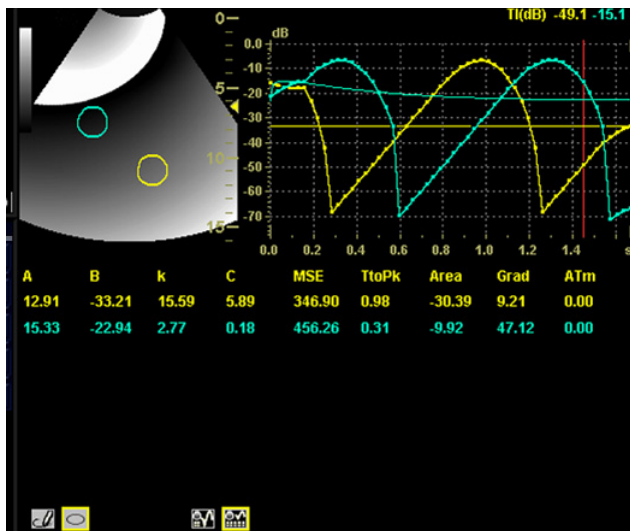 TI(dB) -49.1 -15.1
0
5
10
15
dB
0.0
-10
-20
-30
-40
-50
-60
-70
0.0 0.2 0.4 0.6 0.8 1.0 1.2 1.4 s
A B k C MSE TtoPk Area Grad ATm
12.91 -33.21 15.59 5.89 346.90 0.98 -30.39 9.21 0.00
15.33 -22.94 2.77 0.18 456.26 0.31 -9.92 47.12 0.00